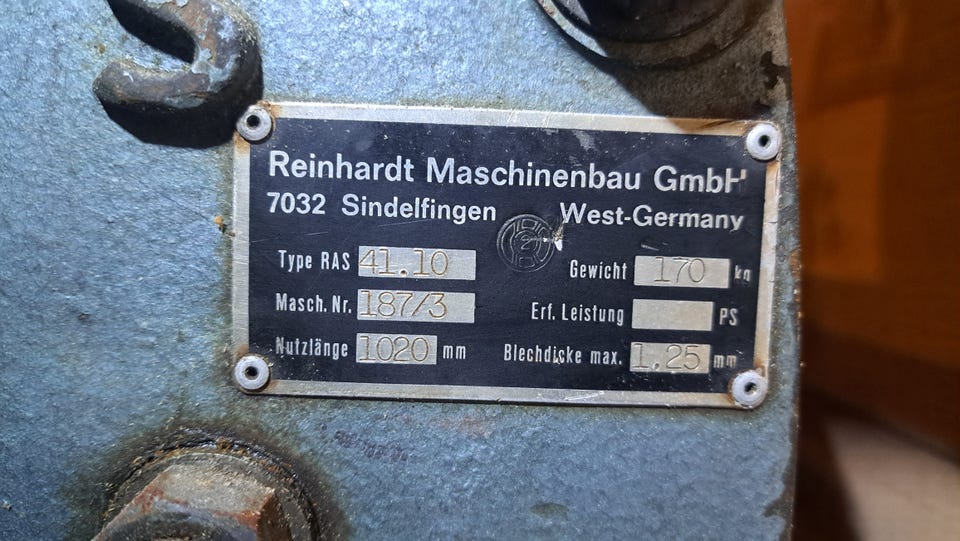 Reinhardt Maschinenbau GmbH
7032 Sindelfingen West-Germany
Type RAS 41.10 Gewicht 170 kg
Masch. Nr. 187/3 Erf. Leistung PS
Nutzlänge 1020 mm Blechdicke max. 1,25 mm